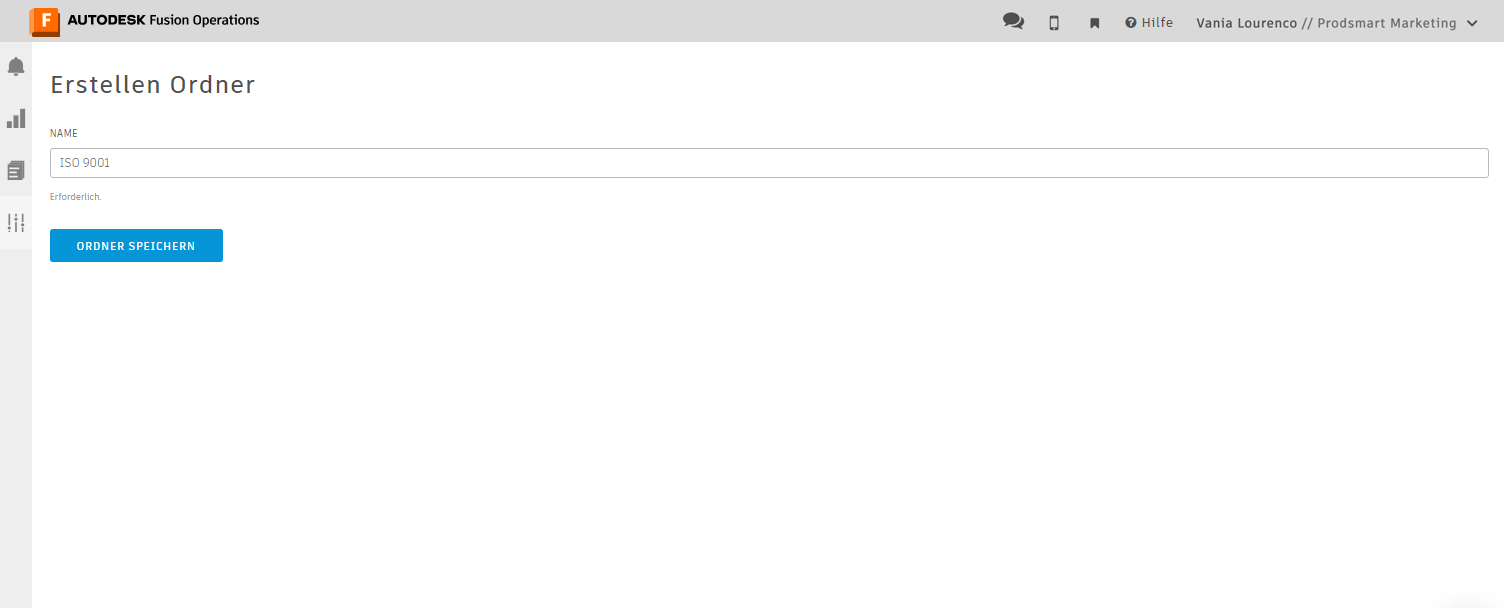 F AUTODESK Fusion Operations
Hilfe
Vania Lourenco // Prodsmart Marketing
Erstellen Ordner
NAME
ISO 9001
Erforderlich.
ORDNER SPEICHERN